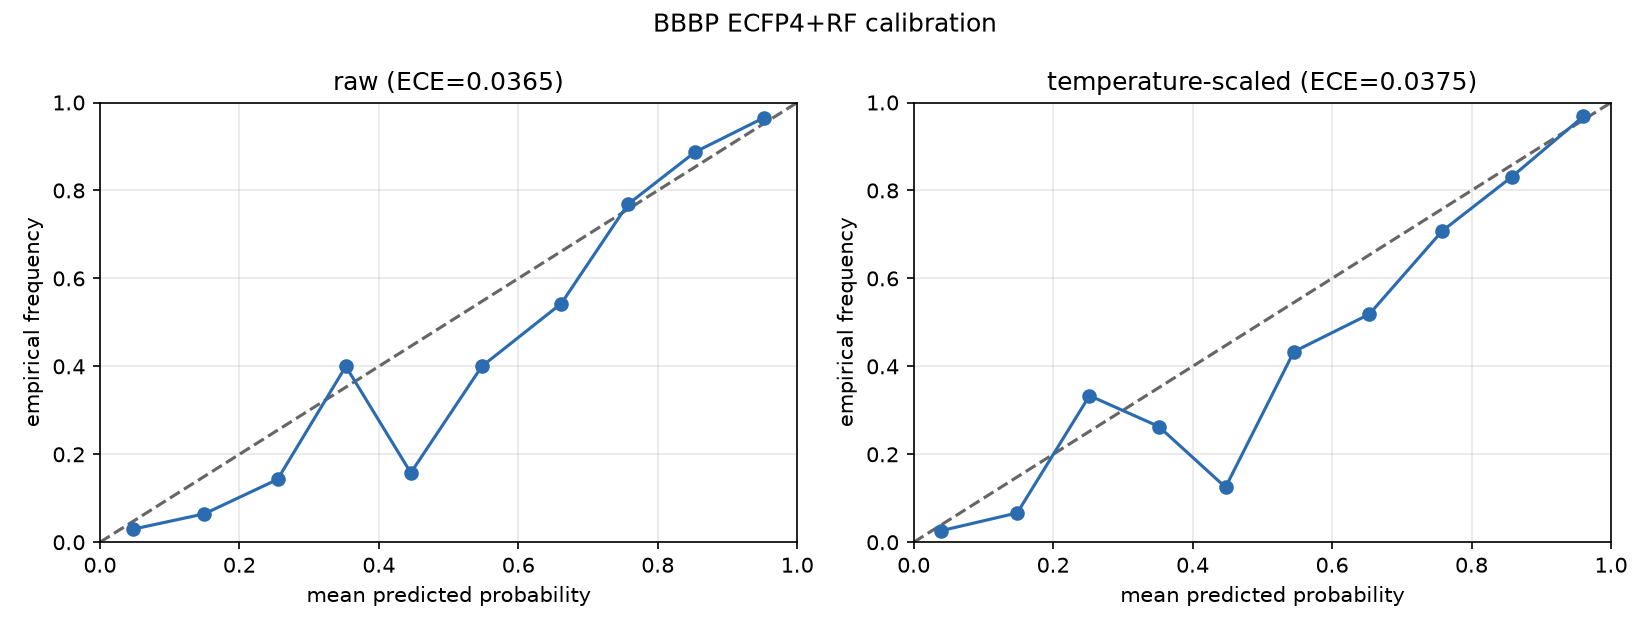 BBBP ECFP4+RF calibration
raw (ECE=0.0365)
1.0
0.8
0.6
0.4
0.2
0.0
empirical frequency
0.0 0.2 0.4 0.6 0.8 1.0
mean predicted probability
temperature-scaled (ECE=0.0375)
1.0
0.8
0.6
0.4
0.2
0.0
empirical frequency
0.0 0.2 0.4 0.6 0.8 1.0
mean predicted probability